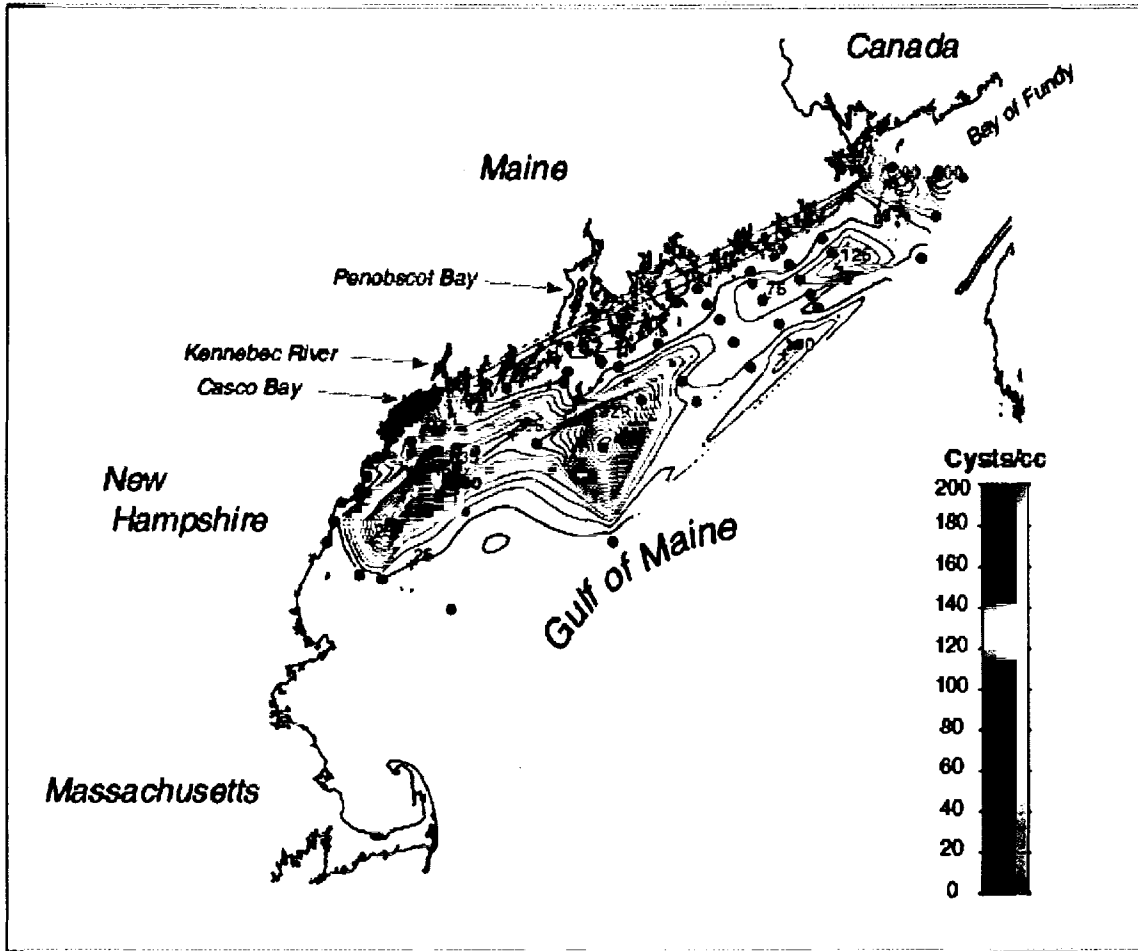 Canada
Bay of Fundy
Maine
Penobscot Bay
125
75
Kennebec River
Casco Bay
New
Hampshire
Gulf of Maine
25
Massachusetts
Cysts/cc
200
180
160
140
120
100
80
60
40
20
0